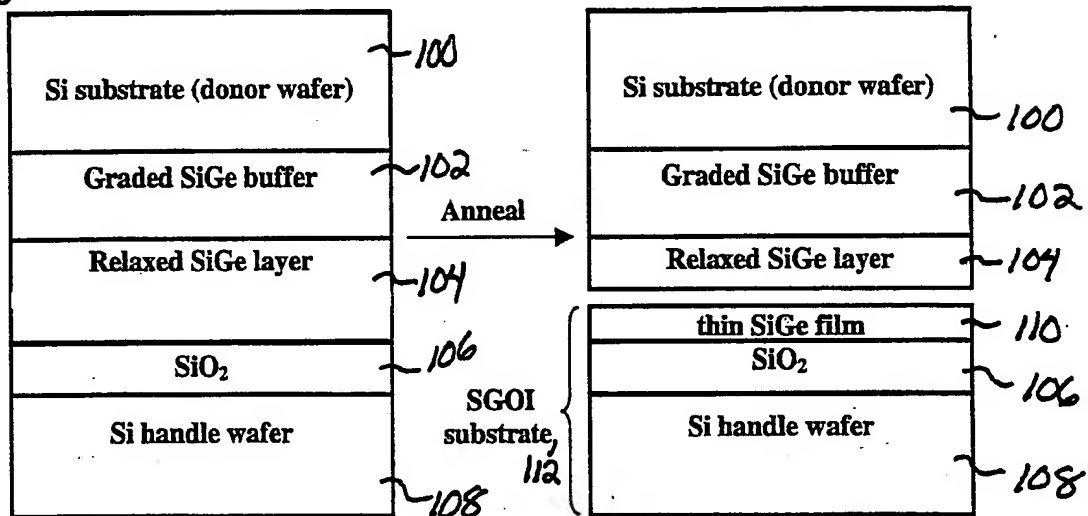 Si substrate (donor wafer)
100
Graded SiGe buffer
102
Relaxed SiGe layer
104
SiO₂
106
Si handle wafer
108
Anneal
Si substrate (donor wafer)
100
Graded SiGe buffer
102
Relaxed SiGe layer
104
thin SiGe film
110
SiO₂
106
Si handle wafer
108
SGOI
substrate,
112